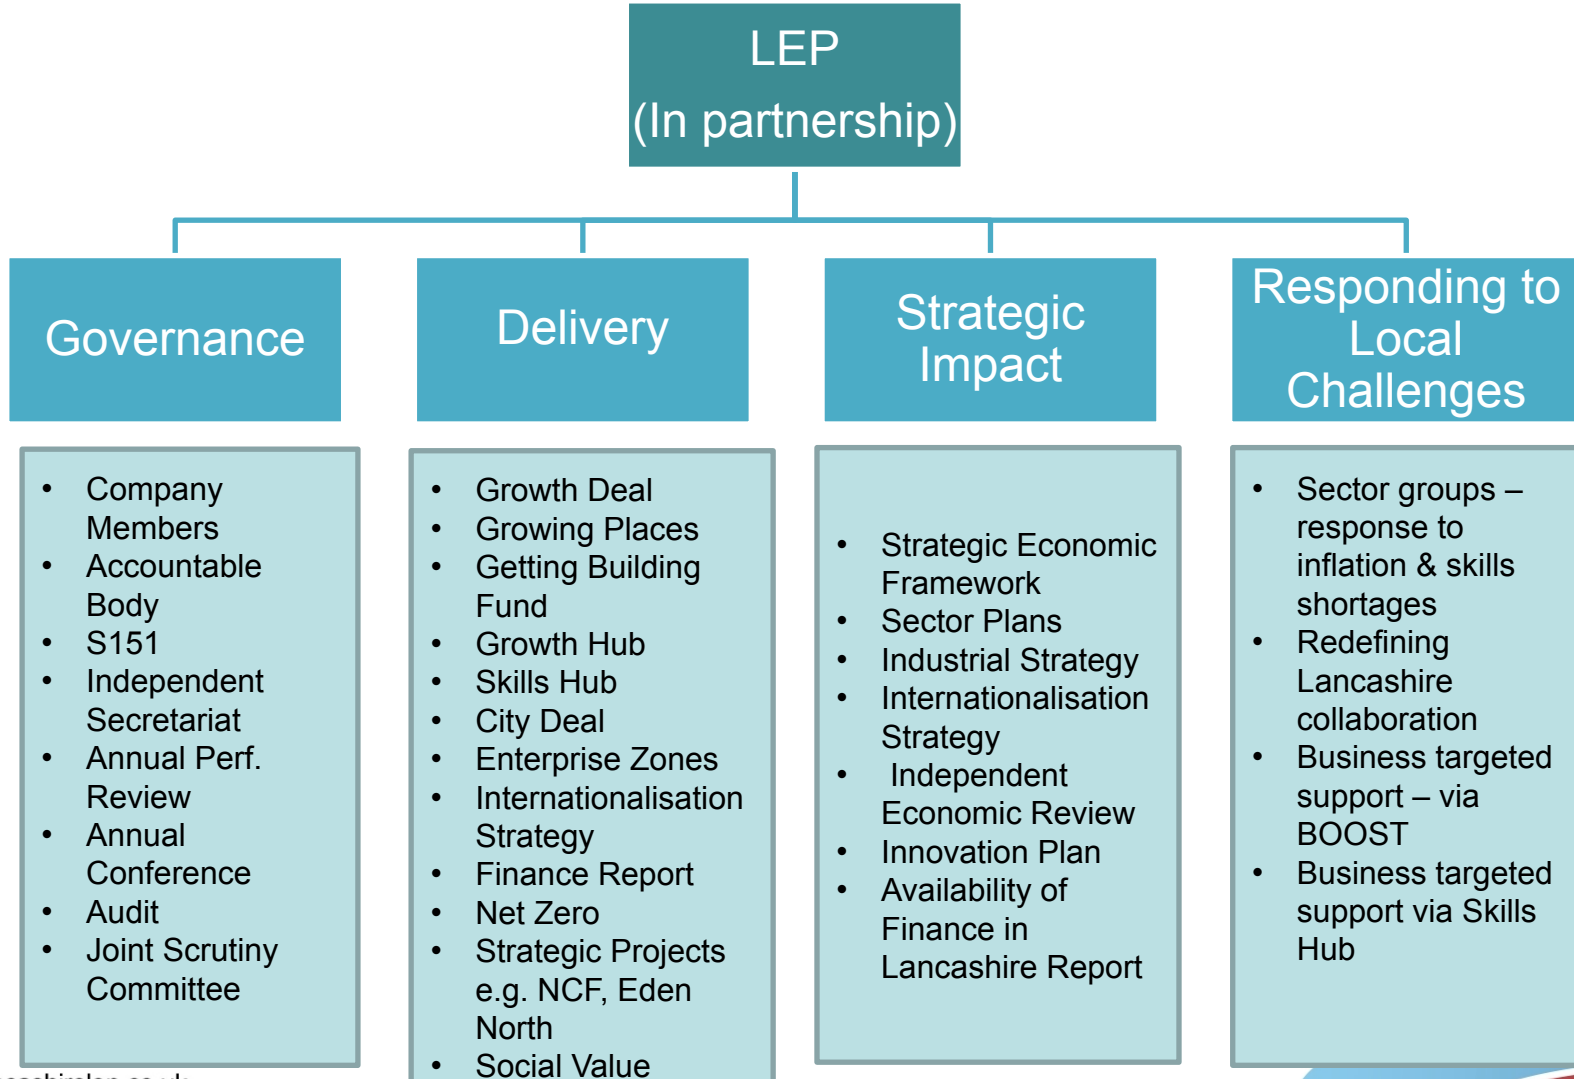 LEP
(In partnership)
Governance
Delivery
Strategic
Impact
Responding to
Local
Challenges
• Company
Members
• Accountable
Body
• S151
• Independent
Secretariat
• Annual Perf.
Review
• Annual
Conference
• Audit
• Joint Scrutiny
Committee
• Growth Deal
• Growing Places
• Getting Building
Fund
• Growth Hub
• Skills Hub
• City Deal
• Enterprise Zones
• Internationalisation
Strategy
• Finance Report
• Net Zero
• Strategic Projects
e.g. NCF, Eden
North
• Social Value
• Strategic Economic
Framework
• Sector Plans
• Industrial Strategy
• Internationalisation
Strategy
• Independent
Economic Review
• Innovation Plan
• Availability of
Finance in
Lancashire Report
• Sector groups –
response to
inflation & skills
shortages
• Redefining
Lancashire
collaboration
• Business targeted
support – via
BOOST
• Business targeted
support via Skills
Hub